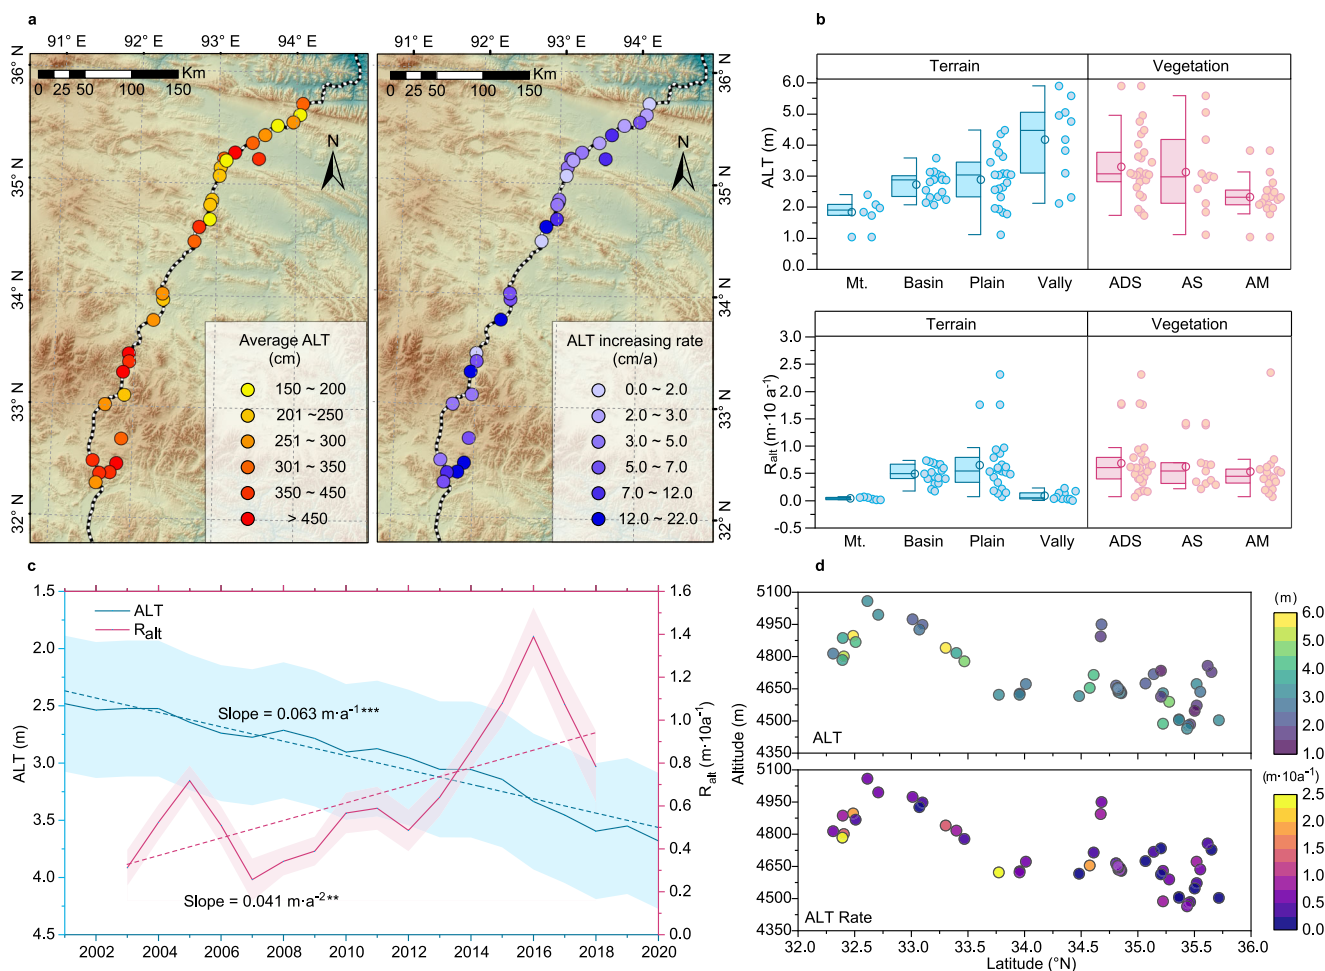 a
91° E 92° E 93° E 94° E
36° N
35° N
34° N
33° N
32° N
Km
0 25 50 100 150
N
Average ALT
(cm)
150 ~ 200
201 ~250
251 ~ 300
301 ~ 350
350 ~ 450
> 450
91° E 92° E 93° E 94° E
36° N
35° N
34° N
33° N
32° N
Km
0 25 50 100 150
N
ALT increasing rate
(cm/a)
0.0 ~ 2.0
2.0 ~ 3.0
3.0 ~ 5.0
5.0 ~ 7.0
7.0 ~ 12.0
12.0 ~ 22.0
b
Terrain Vegetation
ALT (m)
6.0
5.0
4.0
3.0
2.0
1.0
0.0
Mt. Basin Plain Vally ADS AS AM
Terrain Vegetation
Ralt (m·10 a-1)
3.0
2.5
2.0
1.5
1.0
0.5
0.0
-0.5
Mt. Basin Plain Vally ADS AS AM
c
ALT (m)
1.5
2.0
2.5
3.0
3.5
4.0
4.5
ALT
Ralt
Slope = 0.063 m·a-1***
Slope = 0.041 m·a-2**
1.6
1.4
1.2
1.0
0.8
0.6
0.4
0.2
0.0
Ralt (m·10a-1)
2002 2004 2006 2008 2010 2012 2014 2016 2018 2020
d
Altitude (m)
5100
4950
4800
4650
4500
4350
ALT
(m)
6.0
5.0
4.0
3.0
2.0
1.0
5100
4950
4800
4650
4500
4350
ALT Rate
(m·10a-1)
2.5
2.0
1.5
1.0
0.5
0.0
32.0 32.5 33.0 33.5 34.0 34.5 35.0 35.5 36.0
Latitude (°N)